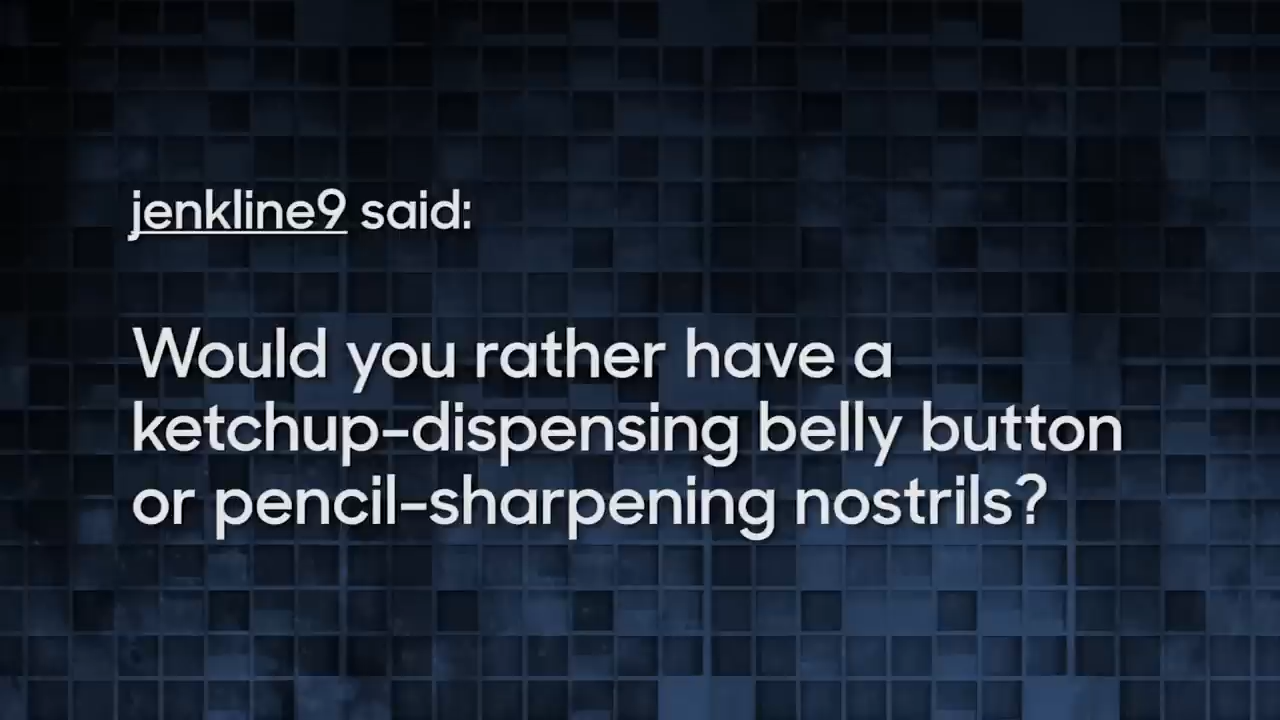 jenkline9 said:
Would you rather have a
ketchup-dispensing belly button
or pencil-sharpening nostrils?